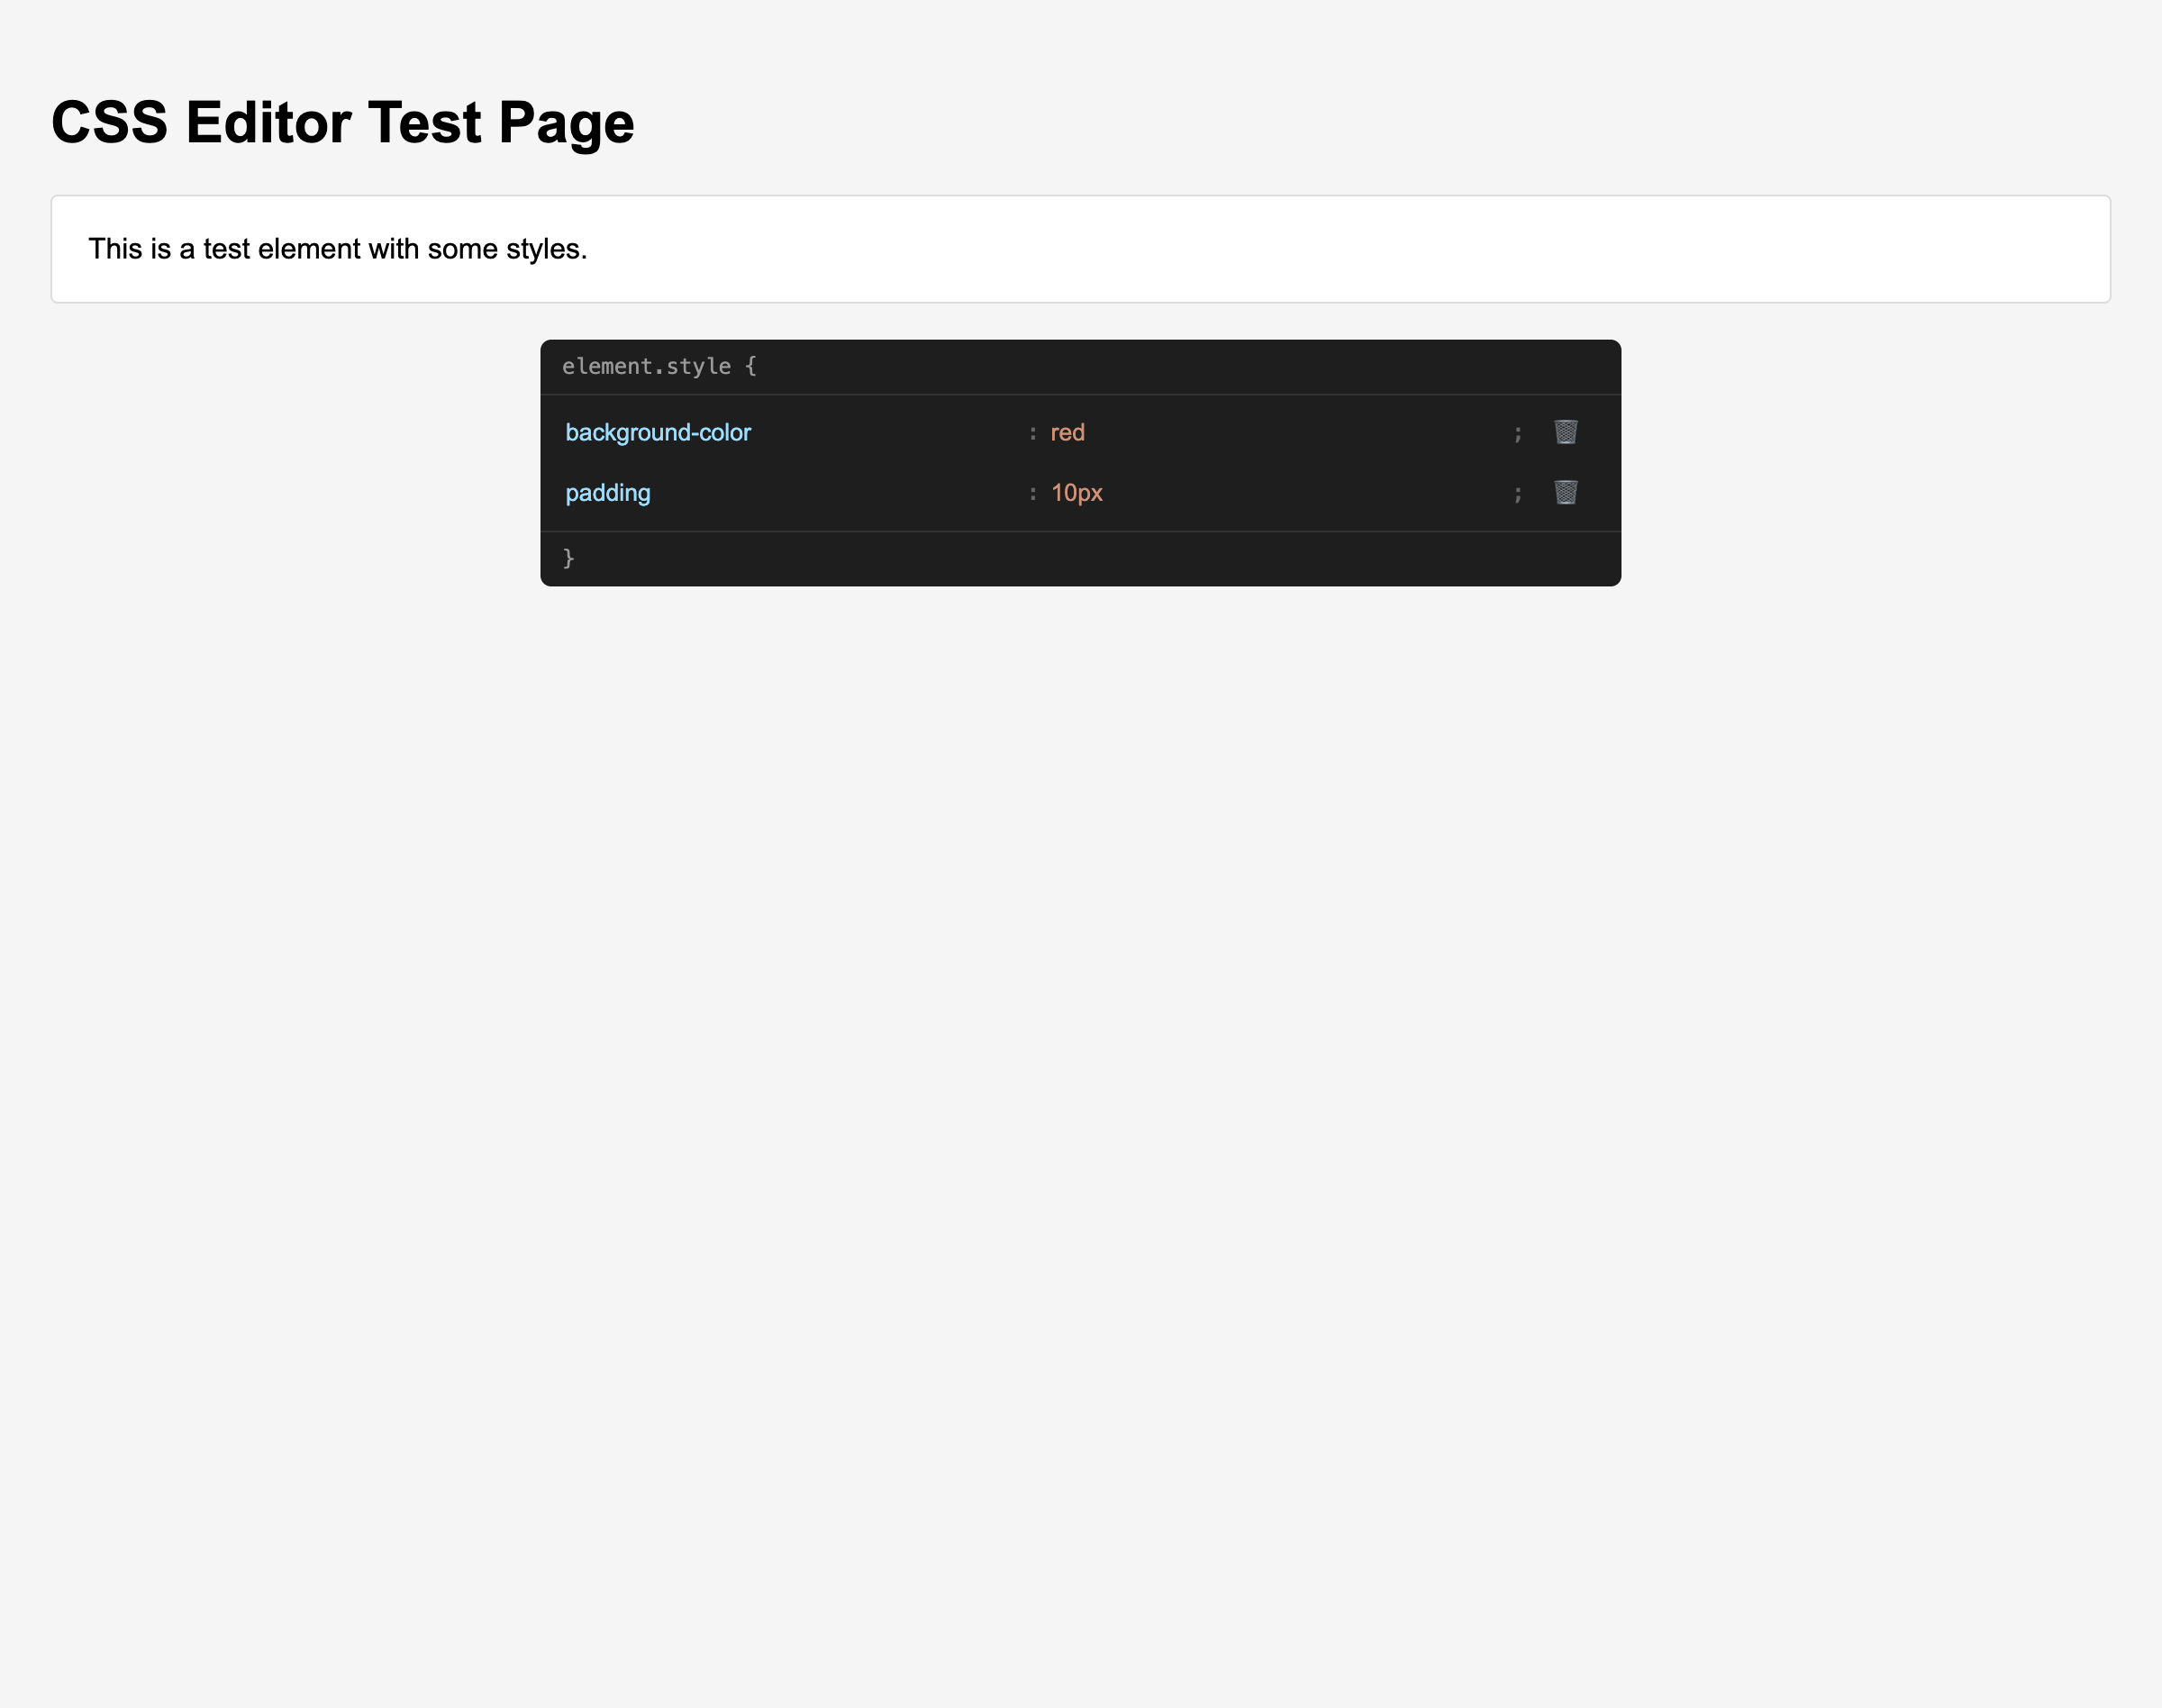 CSS Editor Test Page
This is a test element with some styles.
element.style {
background-color : red ;
padding : 10px ;
}